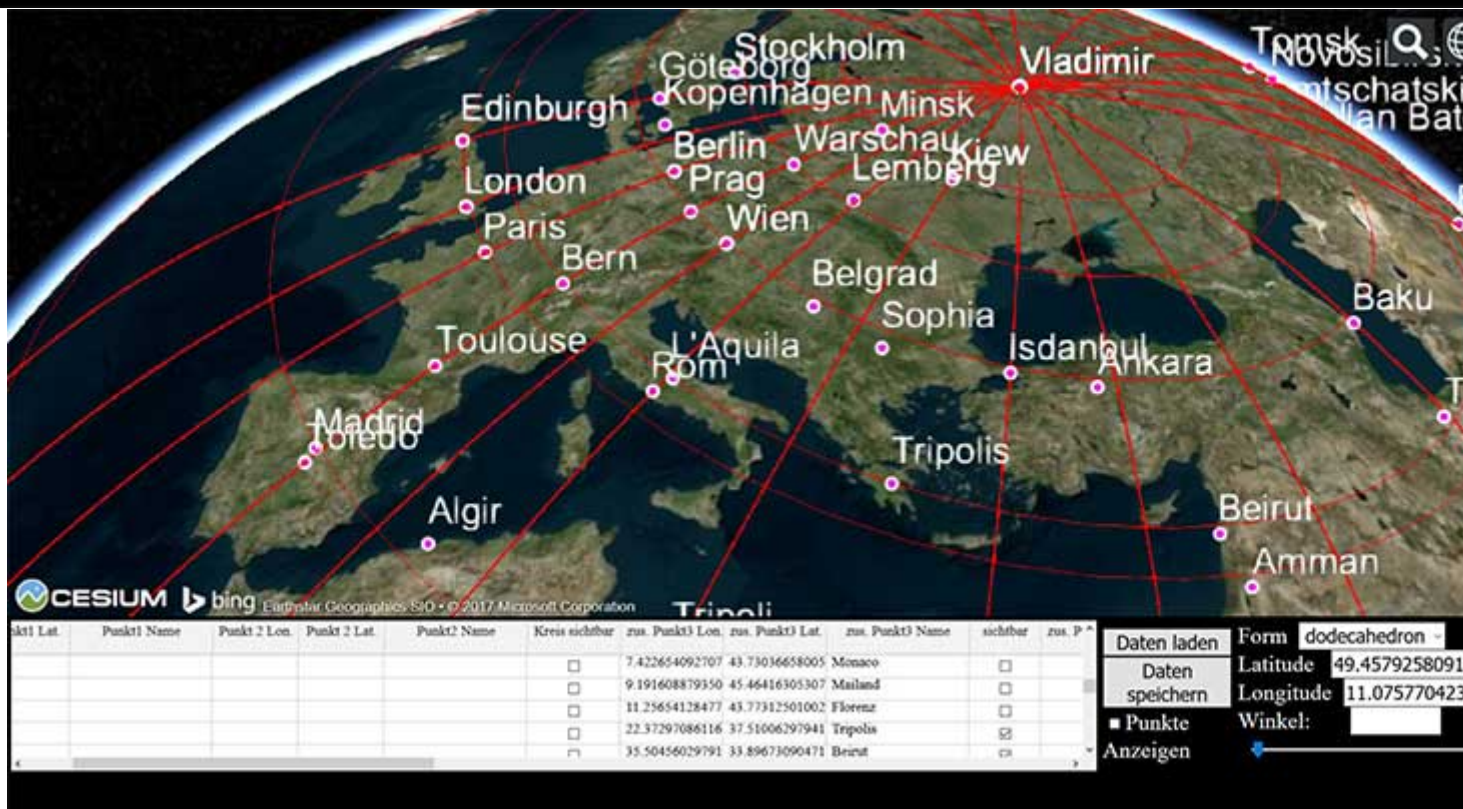 Tomsk
Stockholm
Vladimir
Göteborg
Edinburgh
Kopenhagen
Minsk
Warschau
Kiew
Berlin
Lemberg
Prag
London
Wien
Paris
Bern
Belgrad
Baku
Sophia
Toulouse
L'Aquila
Isdanbul
Ankara
Rom
Madrid
Toledo
Tripolis
Algir
Beirut
Amman
CESIUM bing Earthstar Geographics SIO • © 2017 Microsoft Corporation
Tripoli
nkt1 Lat. Punkt1 Name Punkt 2 Lon. Punkt 2 Lat. Punkt2 Name Kreis sichtbar zus. Punkt3 Lon. zus. Punkt3 Lat. zus. Punkt3 Name sichtbar zus. P
7.422654092707 43.73036658005 Monaco
9.191608879350 45.46416305307 Mailand
11.25654128477 43.77312501002 Florenz
22.37297086116 37.51006297941 Tripolis
35.50456029791 33.89673090471 Beirut
Daten laden
Daten speichern
Punkte Anzeigen
Form dodecahedron
Latitude 49.4579258091
Longitude 11.075770423
Winkel: